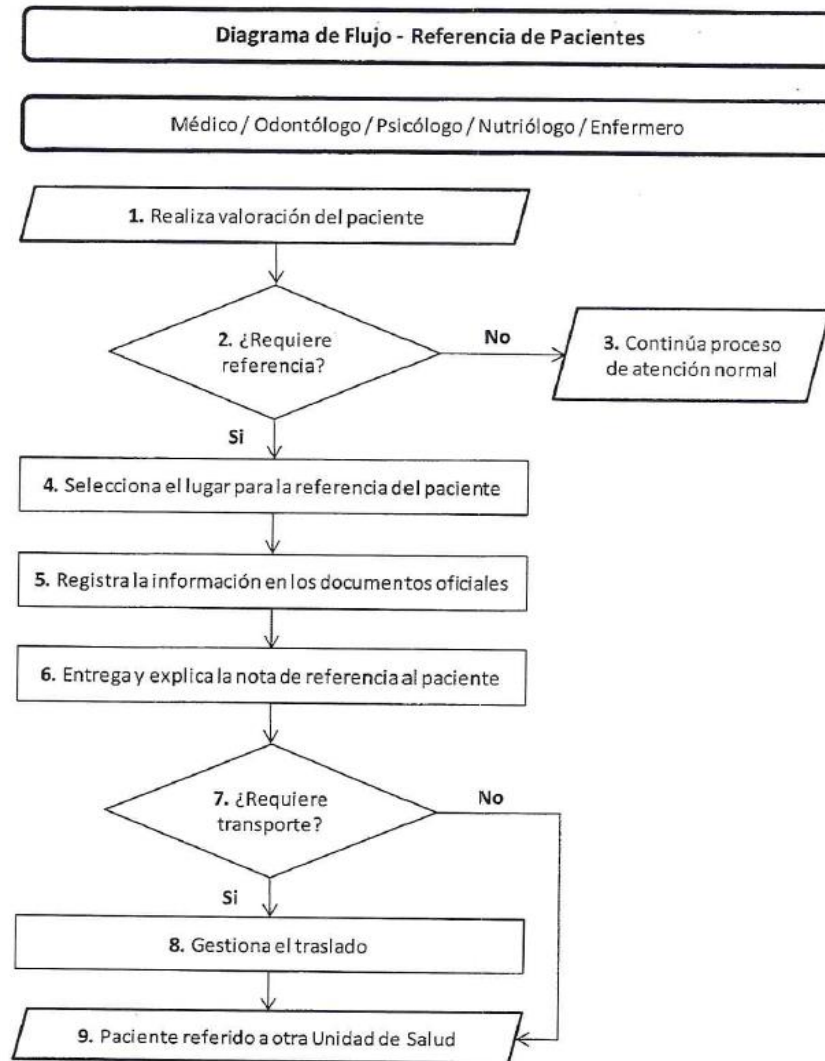 Diagrama de Flujo - Referencia de Pacientes
Médico / Odontólogo / Psicólogo / Nutriólogo / Enfermero
1. Realiza valoración del paciente
2. ¿Requiere
referencia?
No
3. Continúa proceso
de atención normal
Si
4. Selecciona el lugar para la referencia del paciente
5. Registra la información en los documentos oficiales
6. Entrega y explica la nota de referencia al paciente
7. ¿Requiere
transporte?
No
Si
8. Gestiona el traslado
9. Paciente referido a otra Unidad de Salud